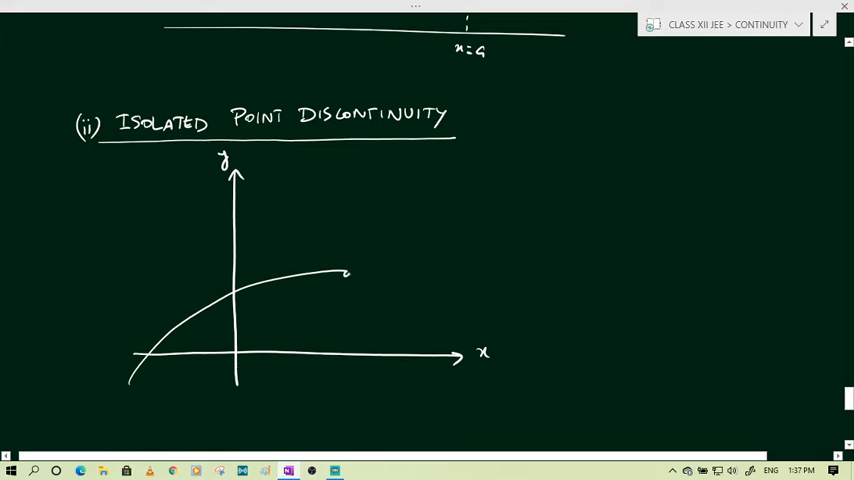 CLASS XII JEE > CONTINUITY
x=a
(ii) ISOLATED POINT DISCONTINUITY
y
x
ENG 1:37 PM